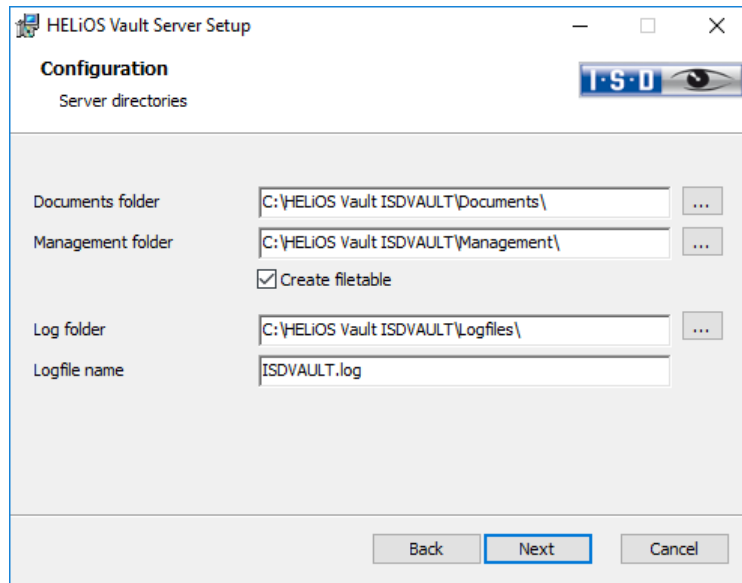 HELiOS Vault Server Setup
Configuration
I·S·D
Server directories
Documents folder C:\HELiOS Vault ISDVAULT\Documents\ ...
Management folder C:\HELiOS Vault ISDVAULT\Management\ ...
Create filetable
Log folder C:\HELiOS Vault ISDVAULT\Logfiles\ ...
Logfile name ISDVAULT.log
Back Next Cancel